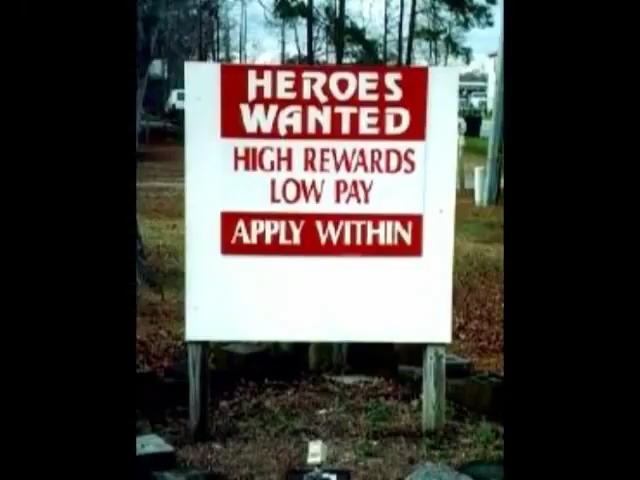 HEROES
WANTED
HIGH REWARDS
LOW PAY
APPLY WITHIN